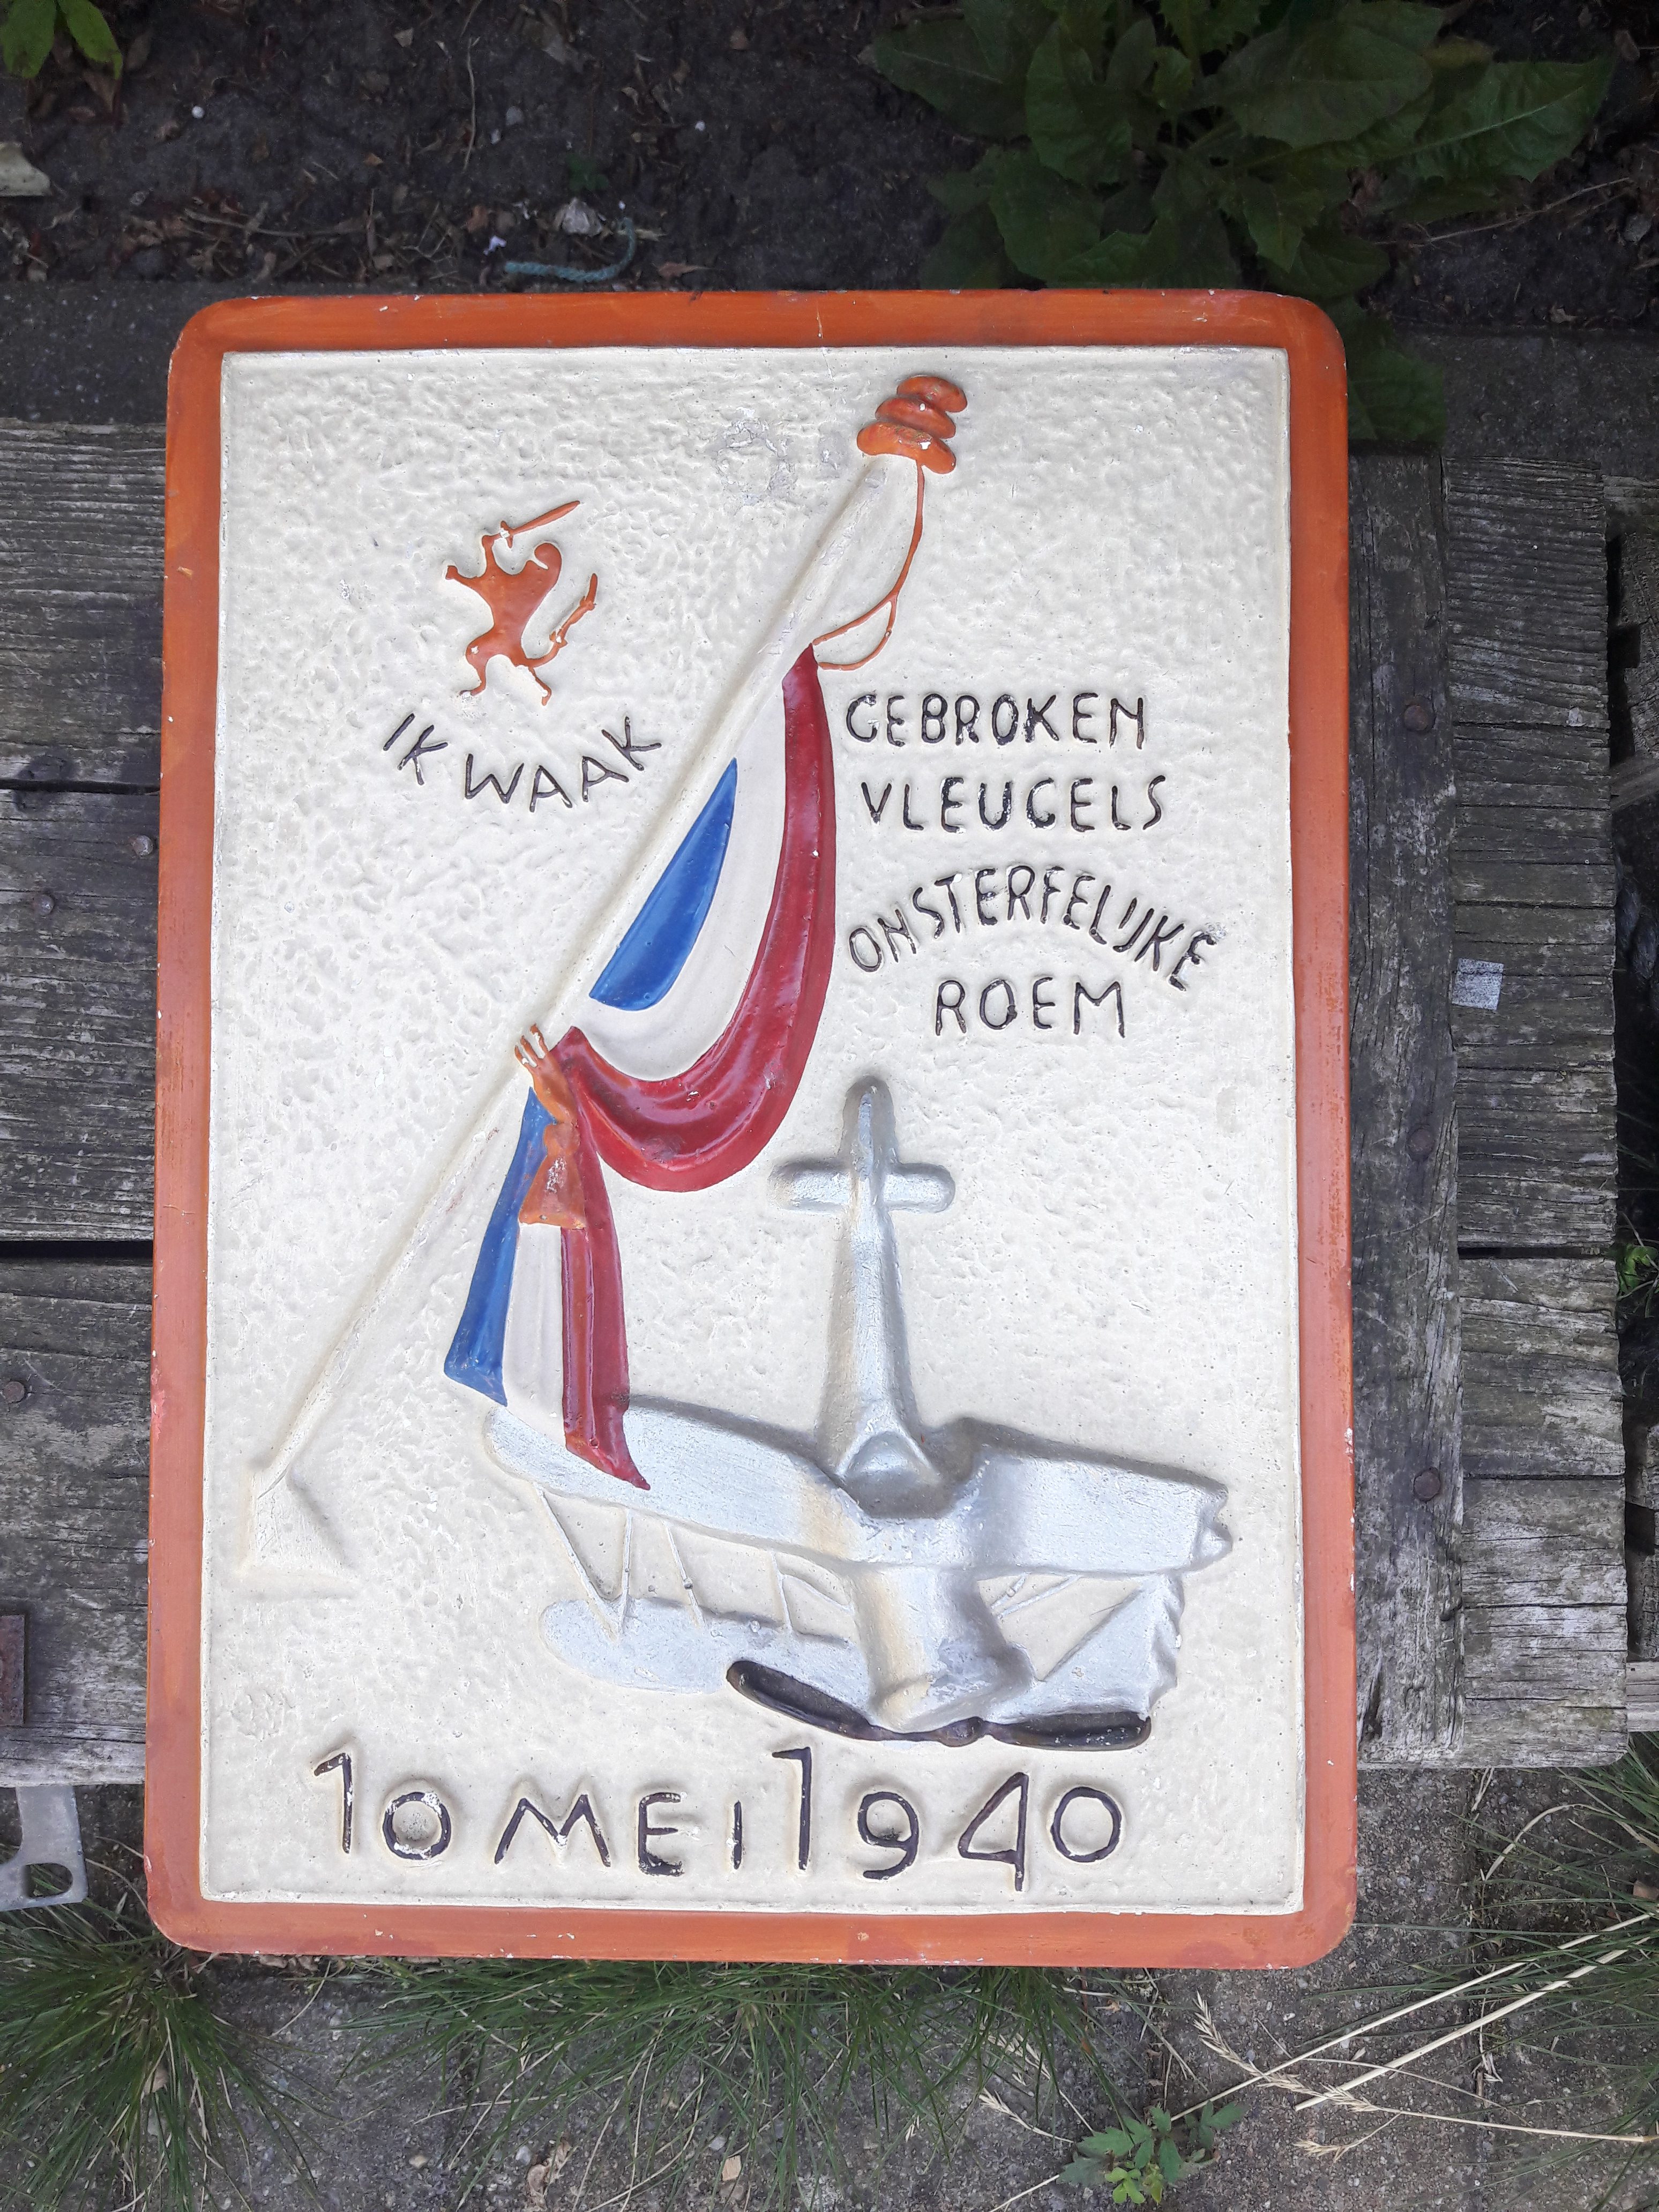 IK WAAK
GEBROKEN
VLEUGELS
ONSTERFELIJKE
ROEM
10 MEI 1940